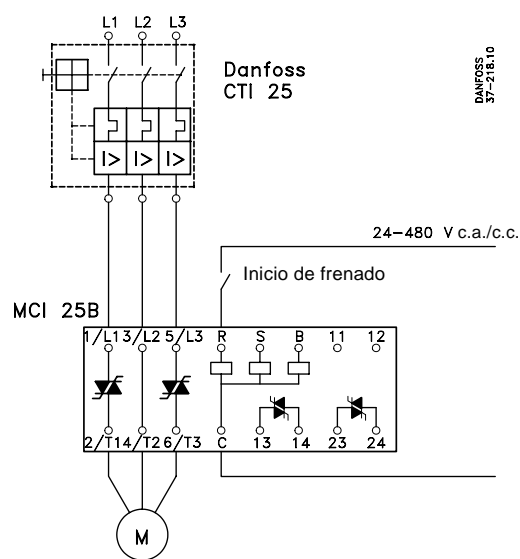 L1 L2 L3
Danfoss
CTI 25
DANFOSS
37-218.10
I> I> I>
24-480 V c.a./c.c.
Inicio de frenado
MCI 25B
1/L1 3/L2 5/L3 R S B 11 12
2/T1 4/T2 6/T3 C 13 14 23 24
M